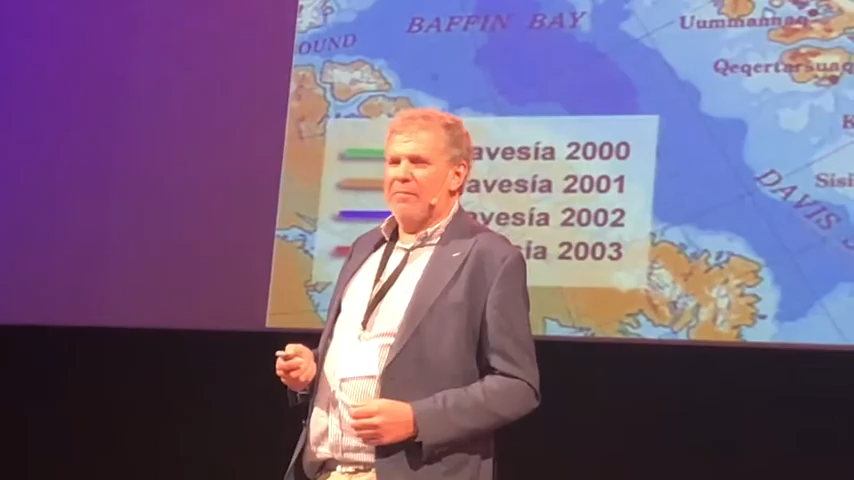 BAFFIN BAY
OUND
Uummannaq
Qeqertarsuaq
avesía 2000
avesía 2001
avesía 2002
sía 2003
DAVIS
Sisi